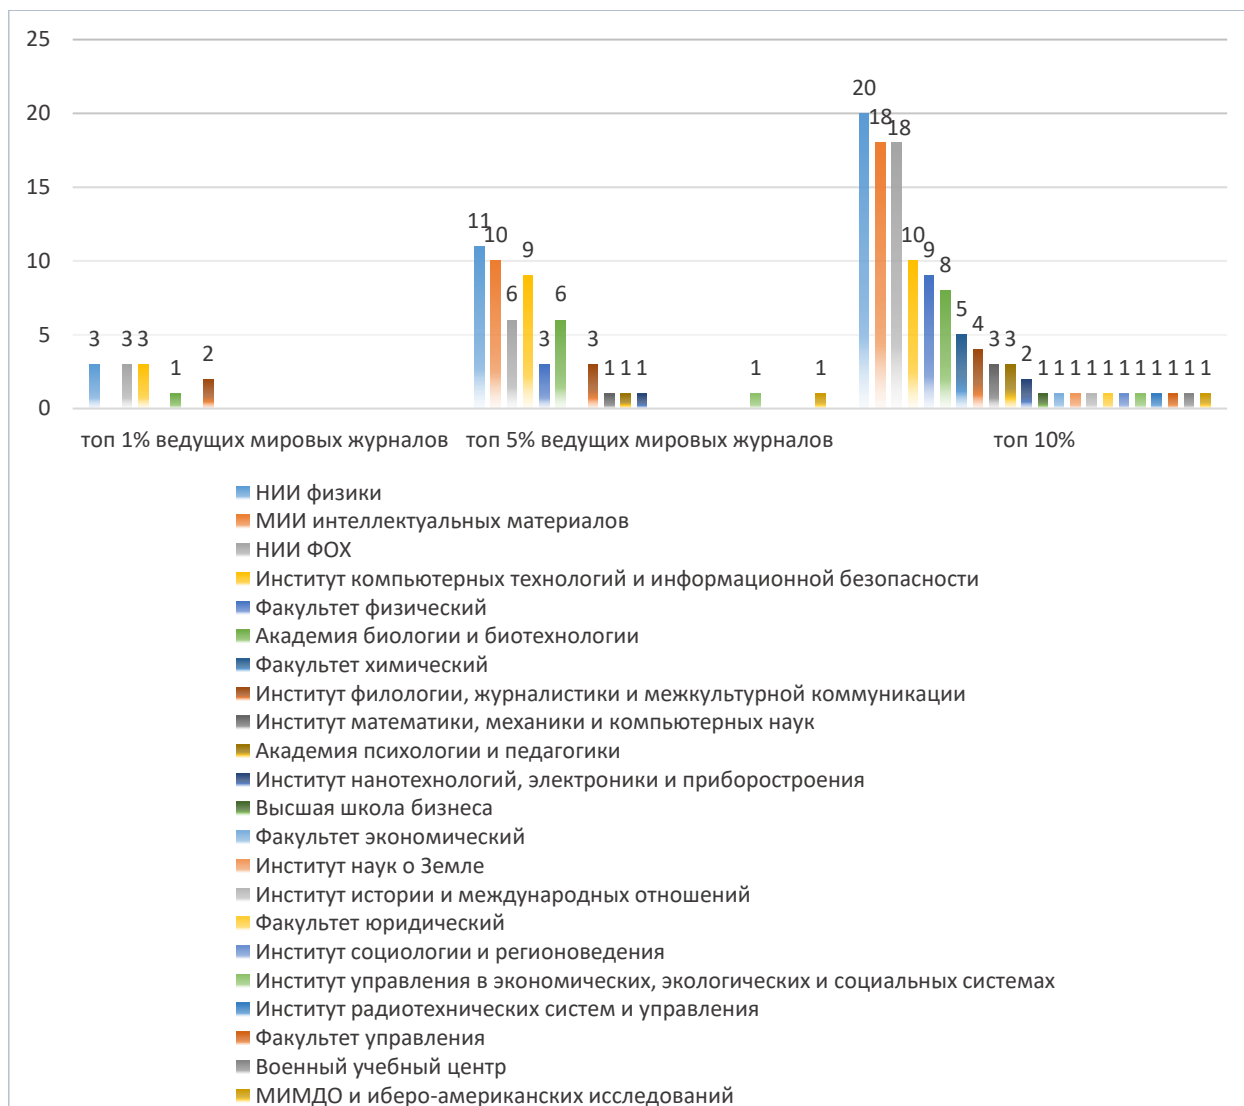 25
20
15
10
5
0
3 3 3 1 2
11 10 6 9 3 6 3 1 1 1 1 1
20 18 18 10 9 8 5 4 3 3 2 1 1 1 1 1 1 1 1 1 1 1
топ 1% ведущих мировых журналов
топ 5% ведущих мировых журналов
топ 10%
НИИ физики
МИИ интеллектуальных материалов
НИИ ФОХ
Институт компьютерных технологий и информационной безопасности
Факультет физический
Академия биологии и биотехнологии
Факультет химический
Институт филологии, журналистики и межкультурной коммуникации
Институт математики, механики и компьютерных наук
Академия психологии и педагогики
Институт нанотехнологий, электроники и приборостроения
Высшая школа бизнеса
Факультет экономический
Институт наук о Земле
Институт истории и международных отношений
Факультет юридический
Институт социологии и регионоведения
Институт управления в экономических, экологических и социальных системах
Институт радиотехнических систем и управления
Факультет управления
Военный учебный центр
МИМДО и иберо-американских исследований